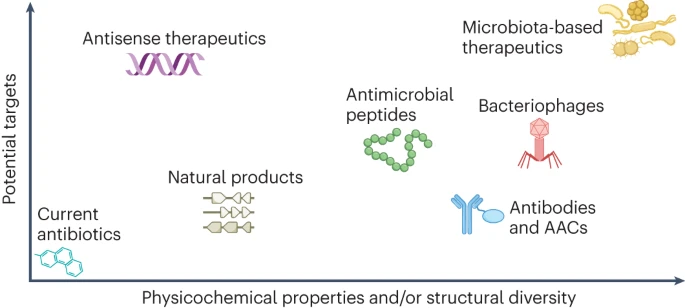 Microbiota-based
therapeutics
Antisense therapeutics
Antimicrobial
peptides
Bacteriophages
Natural products
Antibodies
and AACs
Current
antibiotics
Potential targets
Physicochemical properties and/or structural diversity